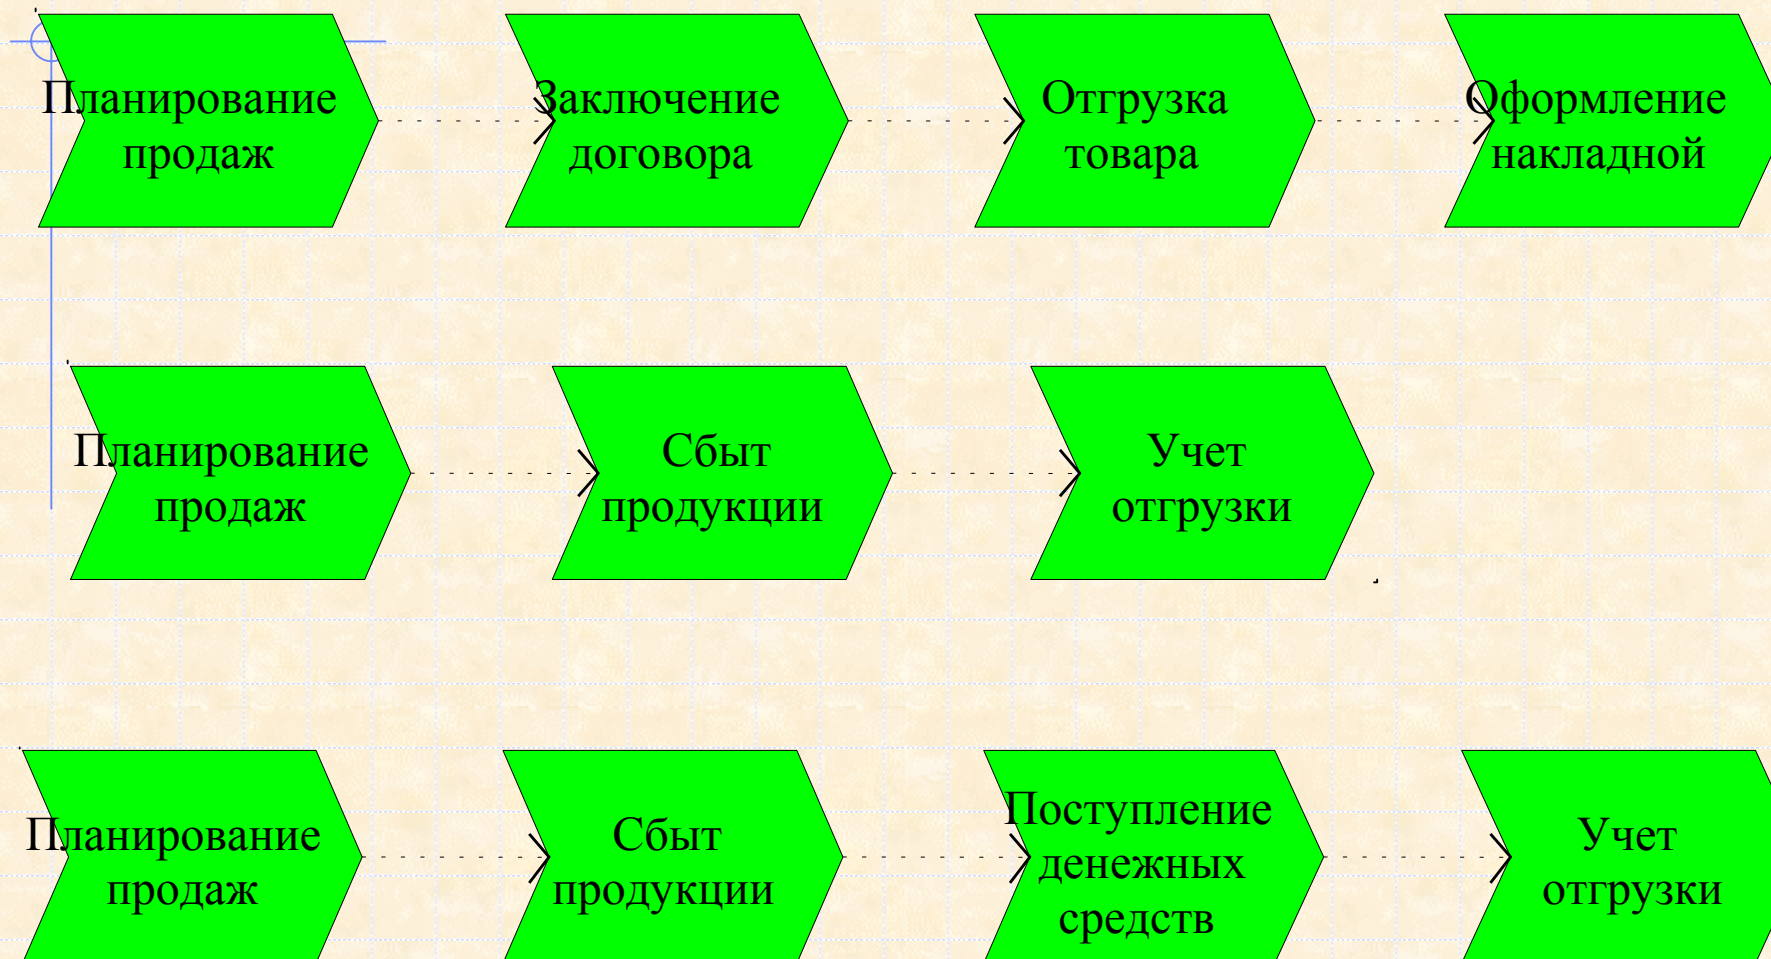 Планирование
продаж
Заключение
договора
Отгрузка
товара
Оформление
накладной
Планирование
продаж
Сбыт
продукции
Учет
отгрузки
Планирование
продаж
Сбыт
продукции
Поступление
денежных
средств
Учет
отгрузки